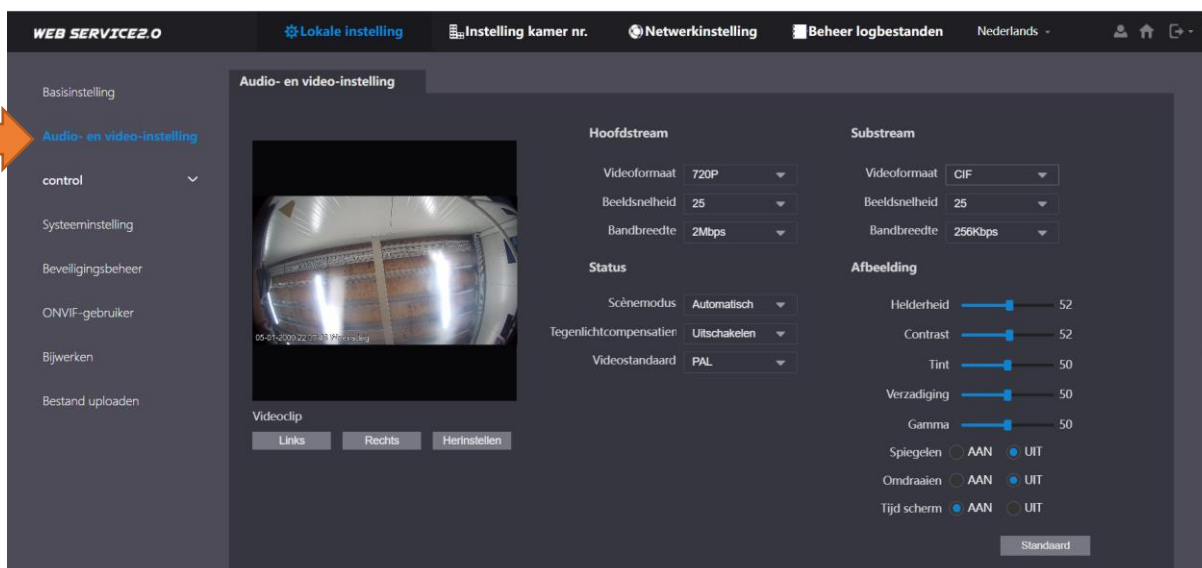 WEB SERVICE2.0
Lokale instelling
Instelling kamer nr.
Netwerkinstelling
Beheer logbestanden
Nederlands
Basisinstelling
Audio- en video-instelling
control
Systeeminstelling
Beveiligingsbeheer
ONVIF-gebruiker
Bijwerken
Bestand uploaden
Audio- en video-instelling
Videoclip
Links Rechts Herinstellen
Hoofdstream
Videoformaat 720P
Beeldsnelheid 25
Bandbreedte 2Mbps
Status
Scènemodus Automatisch
Tegenlichtcompensatien Uitschakelen
Videostandaard PAL
Substream
Videoformaat CIF
Beeldsnelheid 25
Bandbreedte 256Kbps
Afbeelding
Helderheid 52
Contrast 52
Tint 50
Verzadiging 50
Gamma 50
Spiegelen AAN UIT
Omdraaien AAN UIT
Tijd scherm AAN UIT
Standaard